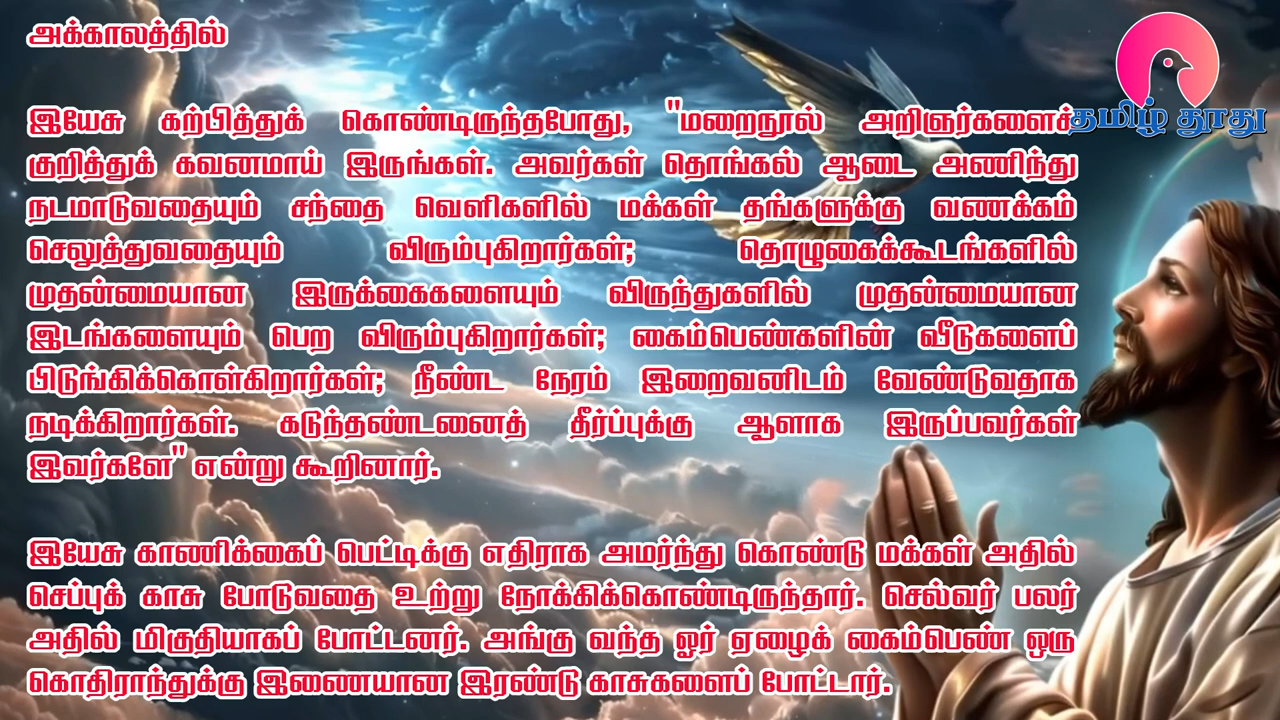 அக்காலத்தில்
இயேசு கற்பித்துக் கொண்டிருந்தபோது, "மறைநூல் அறிஞர்களைக்
குறித்துக் கவனமாய் இருங்கள். அவர்கள் தொங்கல் ஆடை அணிந்து
நடமாடுவதையும் சந்தை வெளிகளில் மக்கள் தங்களுக்கு வணக்கம்
செலுத்துவதையும் விரும்புகிறார்கள்; தொழுகைக்கூடங்களில்
முதன்மையான இருக்கைகளையும் விருந்துகளில் முதன்மையான
இடங்களையும் பெற விரும்புகிறார்கள்; கைம்பெண்களின் வீடுகளைப்
பிடுங்கிக்கொள்கிறார்கள்; நீண்ட நேரம் இறைவனிடம் வேண்டுவதாக
நடிக்கிறார்கள். கடுந்தண்டனைத் தீர்ப்புக்கு ஆளாக இருப்பவர்கள்
இவர்களே" என்று கூறினார்.
இயேசு காணிக்கைப் பெட்டிக்கு எதிராக அமர்ந்து கொண்டு மக்கள் அதில்
செப்புக் காசு போடுவதை உற்று நோக்கிக்கொண்டிருந்தார். செல்வர் பலர்
அதில் மிகுதியாகப் போட்டனர். அங்கு வந்த ஓர் ஏழைக் கைம்பெண் ஒரு
கொதிராந்துக்கு இணையான இரண்டு காசுகளைப் போட்டார்.
தமிழ் தூது